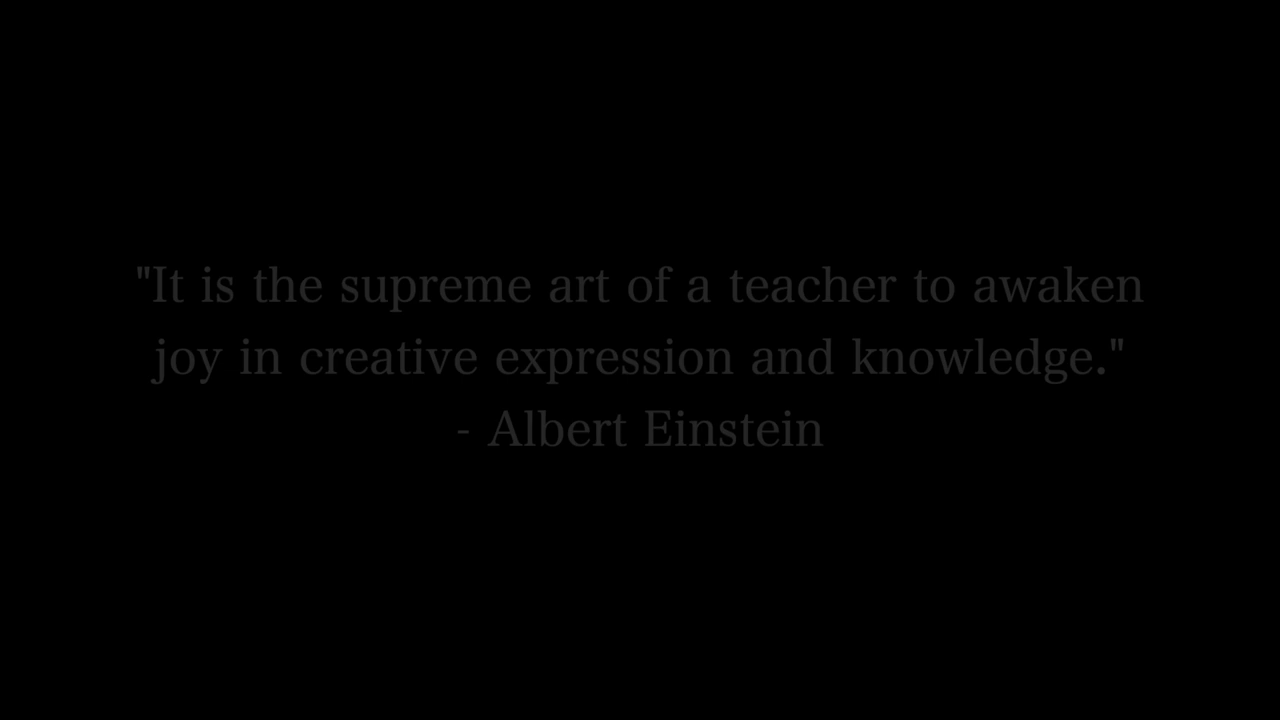 "It is the supreme art of a teacher to awaken
joy in creative expression and knowledge."
- Albert Einstein